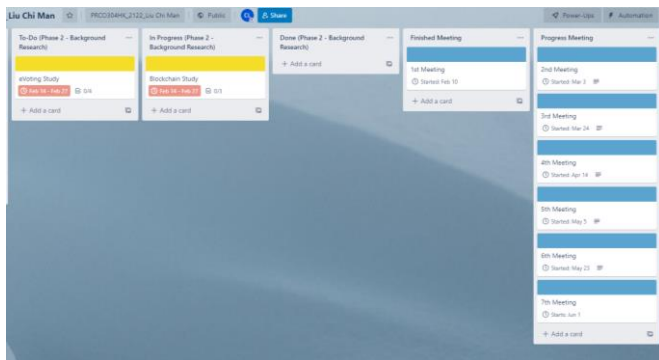 Liu Chi Man
PRCO304HK_2122_Liu Chi Man
Public
Share
Power-Ups
Automation
To-Do (Phase 2 - Background
Research)
eVoting Study
Feb 14 - Feb 27
0/4
+ Add a card
In Progress (Phase 2 -
Background Research)
Blockchain Study
Feb 14 - Feb 27
+ Add a card
Done (Phase 2 - Background
Research)
+ Add a card
Finished Meeting
1st Meeting
Started: Feb 10
+ Add a card
Progress Meeting
2nd Meeting
Started: Mar 3
3rd Meeting
Started: Mar 24
4th Meeting
Started: Apr 14
5th Meeting
Started: May 5
6th Meeting
Started: May 23
7th Meeting
Starts: Jun 1
+ Add a card